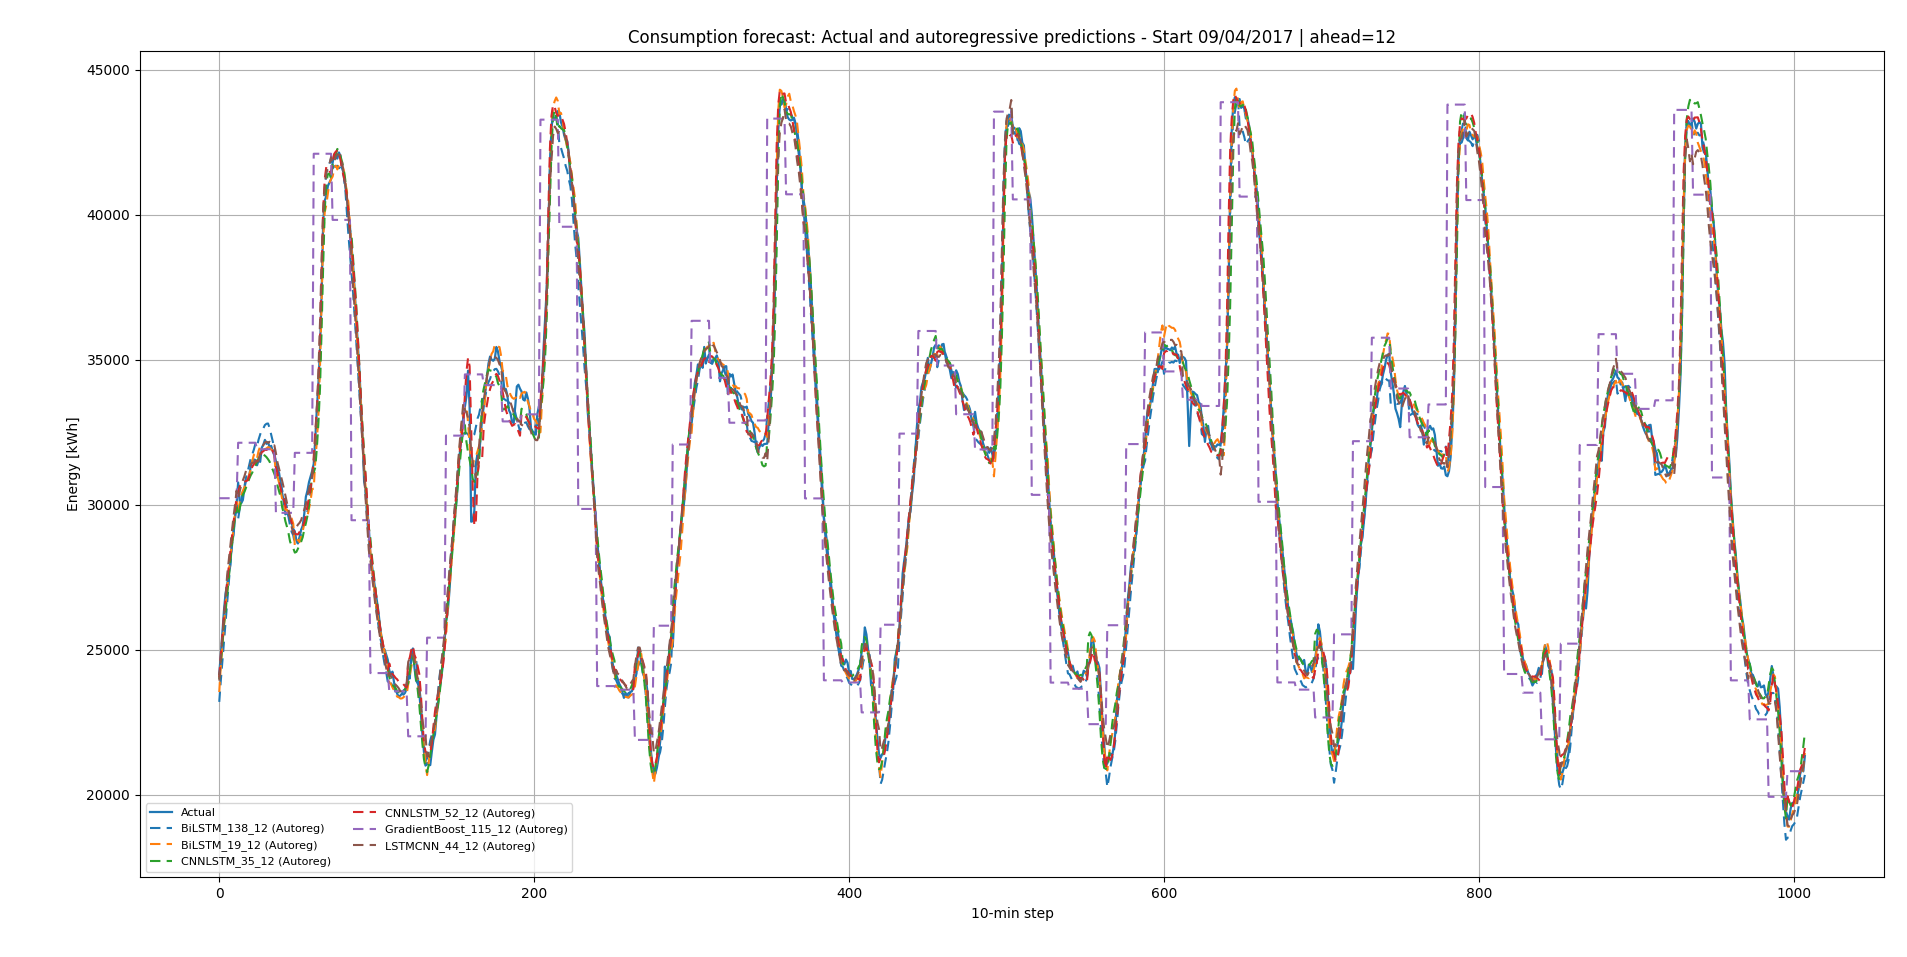 Consumption forecast: Actual and autoregressive predictions - Start 09/04/2017 | ahead=12
45000
40000
35000
30000
25000
20000
Energy [kWh]
Actual
BiLSTM_138_12 (Autoreg)
BiLSTM_19_12 (Autoreg)
CNNLSTM_35_12 (Autoreg)
CNNLSTM_52_12 (Autoreg)
GradientBoost_115_12 (Autoreg)
LSTMCNN_44_12 (Autoreg)
0 200 400 600 800 1000
10-min step